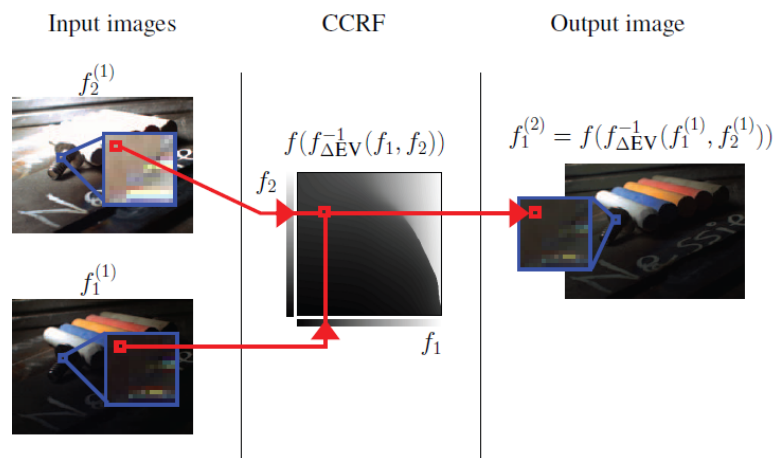 Input images
CCRF
Output image
f_2^{(1)}
f(f_{ΔEV}^{-1}(f_1, f_2))
f_1^{(2)} = f(f_{ΔEV}^{-1}(f_1^{(1)}, f_2^{(1)}))
f_2
Nessie
f_1^{(1)}
f_1